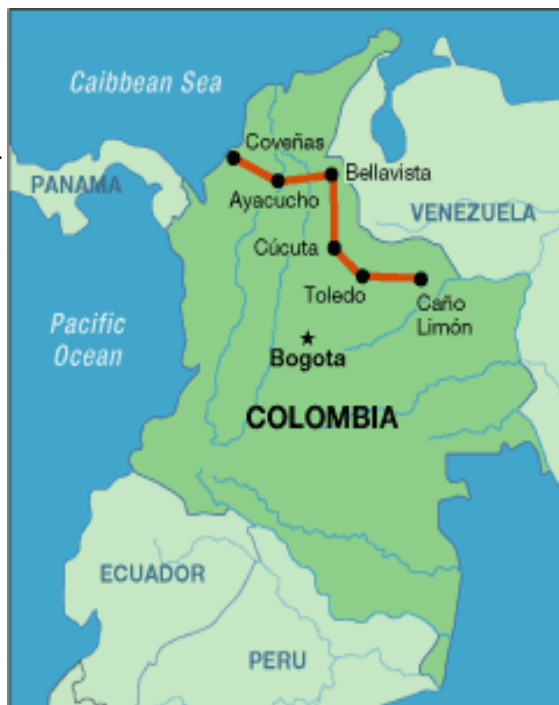 Caibbean Sea
Coveñas
Bellavista
PANAMA
Ayacucho
VENEZUELA
Cúcuta
Toledo
Caño
Limón
Pacific
Ocean
Bogota
COLOMBIA
ECUADOR
PERU